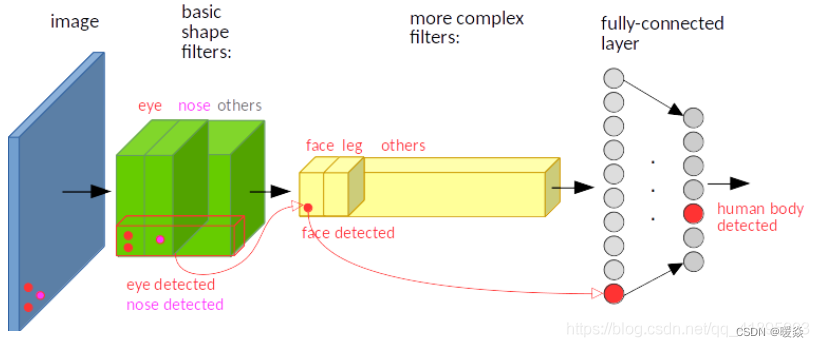 image
basic
shape
filters:
more complex
filters:
fully-connected
layer
eye nose others
face leg others
human body
detected
face detected
eye detected
nose detected
https://blog.csdn.net/qq_
CSDN @暖焱